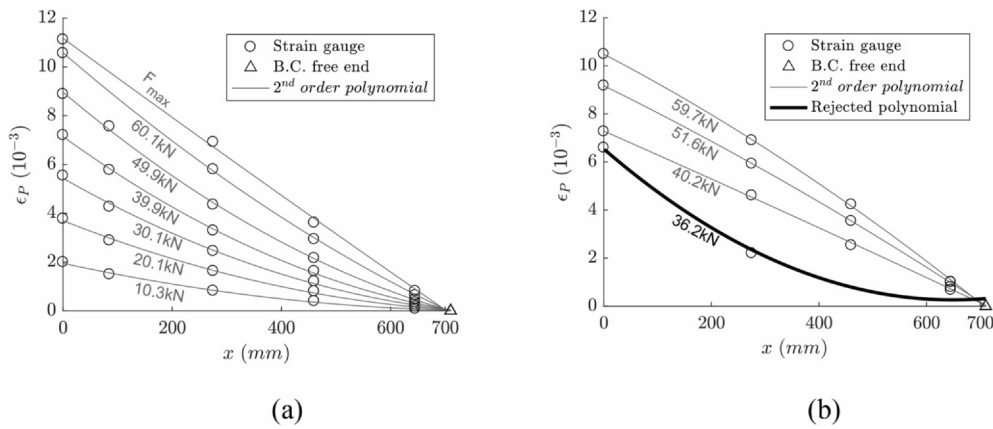 12
10
8
6
4
2
0
ϵP (10⁻³)
0
200
400
600
700
x (mm)
Strain gauge
B.C. free end
2nd order polynomial
Fmax
60.1kN
49.9kN
39.9kN
30.1kN
20.1kN
10.3kN
(a)
12
10
8
6
4
2
0
ϵP (10⁻³)
0
200
400
600
700
x (mm)
Strain gauge
B.C. free end
2nd order polynomial
Rejected polynomial
59.7kN
51.6kN
40.2kN
36.2kN
(b)